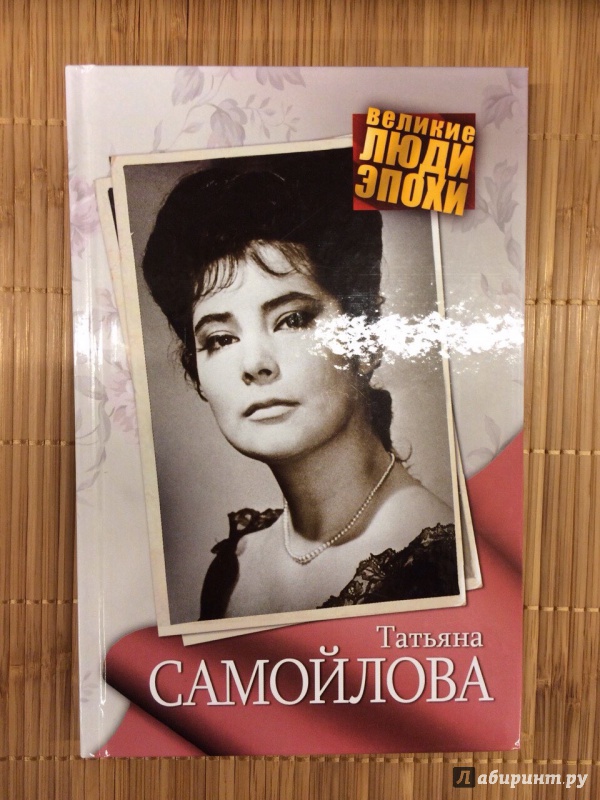 великие
ЛЮДИ
ЭПОХИ
Татьяна
САМОЙЛОВА
Лабиринт.ру